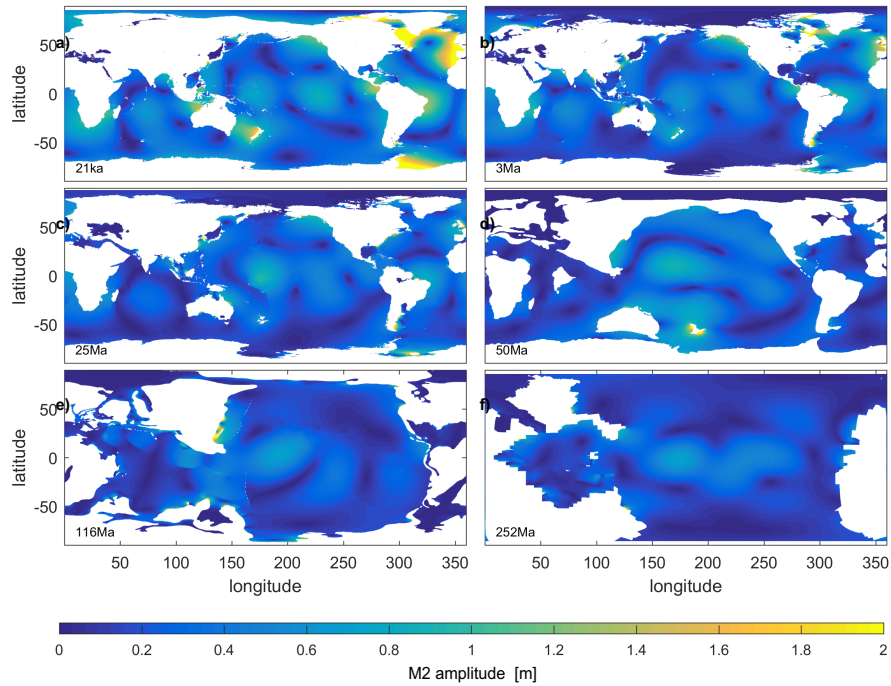 a)
b)
50
latitude
0
-50
21ka
3Ma
c)
d)
50
latitude
0
-50
25Ma
50Ma
e)
f)
50
latitude
0
-50
116Ma
252Ma
50 100 150 200 250 300 350
50 100 150 200 250 300 350
longitude
longitude
0 0.2 0.4 0.6 0.8 1 1.2 1.4 1.6 1.8 2
M2 amplitude [m]